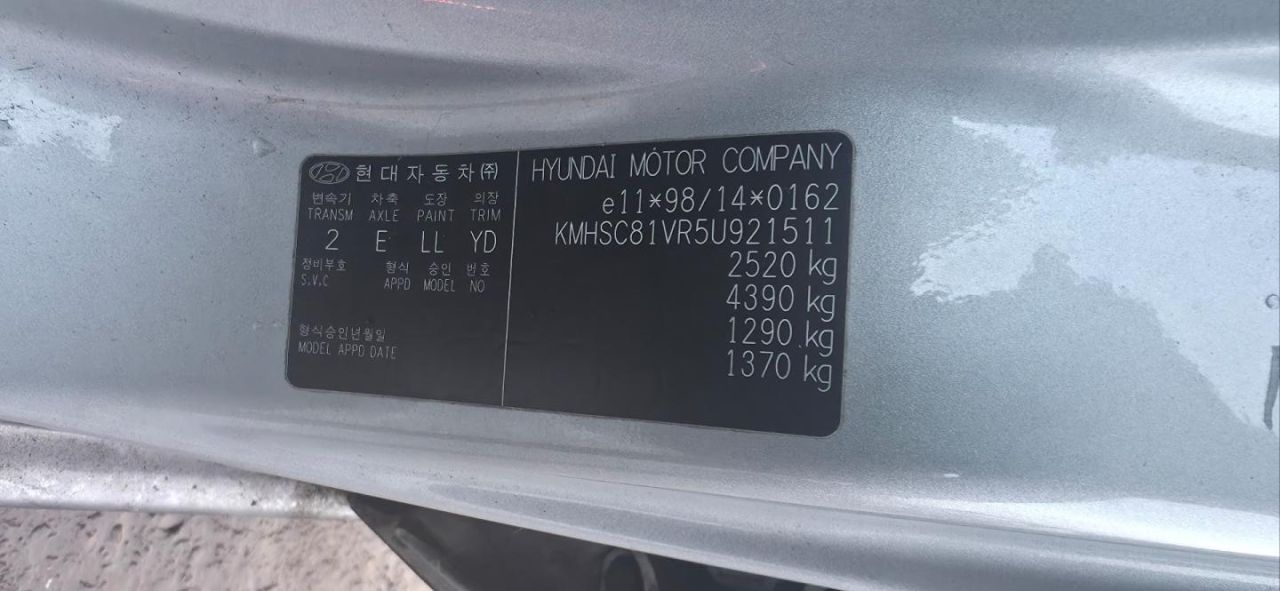 현대자동차㈜
변속기 차축 도장 의장
TRANSM AXLE PAINT TRIM
2 E LL YD
정비부호 형식 승인 번호
S.V.C APPD MODEL NO
형식승인년월일
MODEL APPD DATE
HYUNDAI MOTOR COMPANY
e11*98/14*0162
KMHSC81VR5U921511
2520 kg
4390 kg
1290 kg
1370 kg